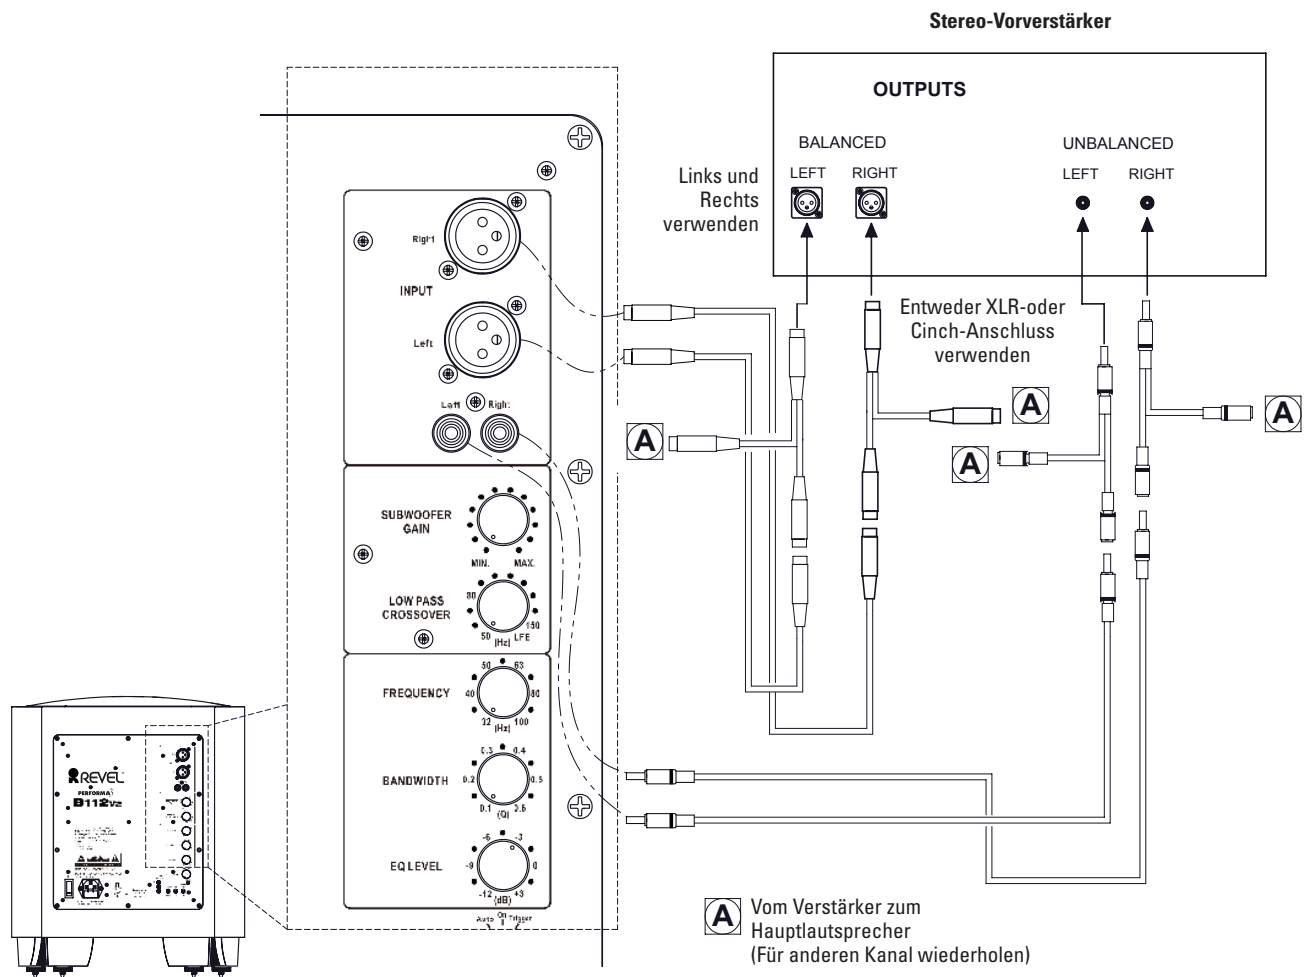 Stereo-Vorverstärker
OUTPUTS
BALANCED
UNBALANCED
LEFT RIGHT
LEFT RIGHT
Links und
Rechts
verwenden
Entweder XLR-oder
Cinch-Anschluss
verwenden
Right
INPUT
Left
Left Right
A
A
A
A
SUBWOOFER
GAIN
MIN. MAX.
LOW PASS
CROSSOVER
80
150
50 (Hz) LFE
FREQUENCY
50 63
40 80
32 (Hz) 100
BANDWIDTH
0.3 0.4
0.2 0.5
0.1 (Q) 0.6
EQ LEVEL
-6 -3
-9 0
-12 (dB) +3
Auto On Trigger
REVEL
PERFORMA
B112v2
A Vom Verstärker zum
Hauptlautsprecher
(Für anderen Kanal wiederholen)